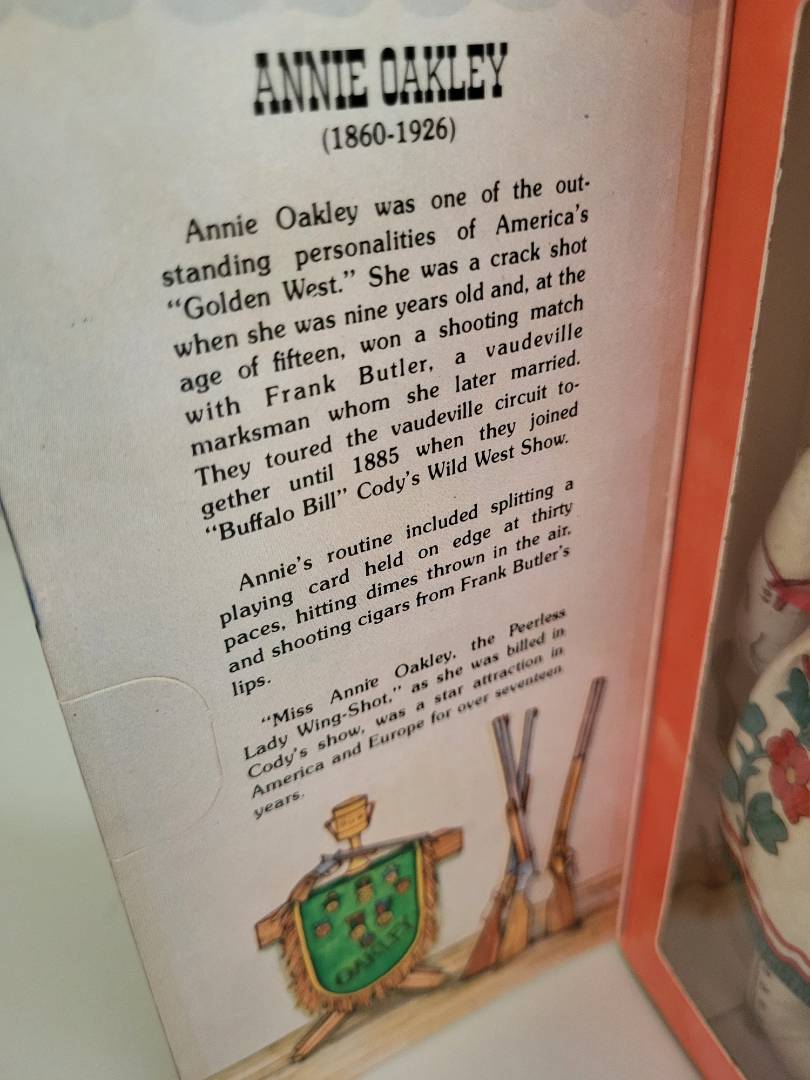 ANNIE OAKLEY
(1860-1926)
Annie Oakley was one of the out-
standing personalities of America's
"Golden West." She was a crack shot
when she was nine years old and, at the
age of fifteen, won a shooting match
with Frank Butler, a vaudeville
marksman whom she later married.
They toured the vaudeville circuit to-
gether until 1885 when they joined
"Buffalo Bill" Cody's Wild West Show.
Annie's routine included splitting a
playing card held on edge at thirty
paces, hitting dimes thrown in the air,
and shooting cigars from Frank Butler's
lips.
"Miss Annie Oakley, the Peerless
Lady Wing-Shot," as she was billed in
Cody's show, was a star attraction in
America and Europe for over seventeen
years.
OAKLEY